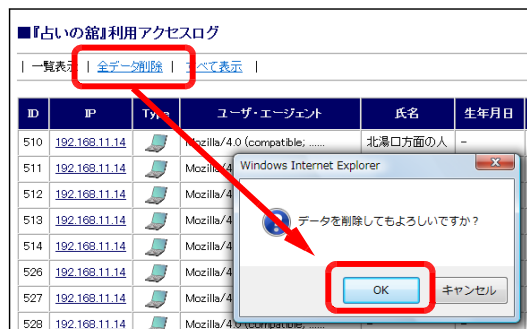 ■『占いの舘』利用アクセスログ
| 一覧表示 | 全データ削除 | すべて表示 |
ID IP Type ユーザ・エージェント 氏名 生年月日
510 192.168.11.14 Mozilla/4.0 (compatible; ...... 北湯口方面の人 -
511 192.168.11.14 Mozilla/4
512 192.168.11.14 Mozilla/4
513 192.168.11.14 Mozilla/4
514 192.168.11.14 Mozilla/4
526 192.168.11.14 Mozilla/4
527 192.168.11.14 Mozilla/4
528 192.168.11.14 Mozilla/4.0 (compatible; ......
Windows Internet Explorer
データを削除してもよろしいですか？
OK キャンセル